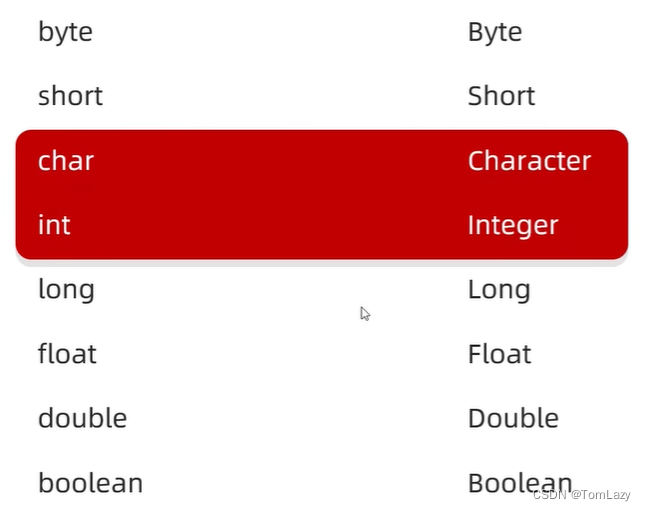 byte Byte
short Short
char Character
int Integer
long Long
float Float
double Double
boolean Boolean
CSDN @TomLazy